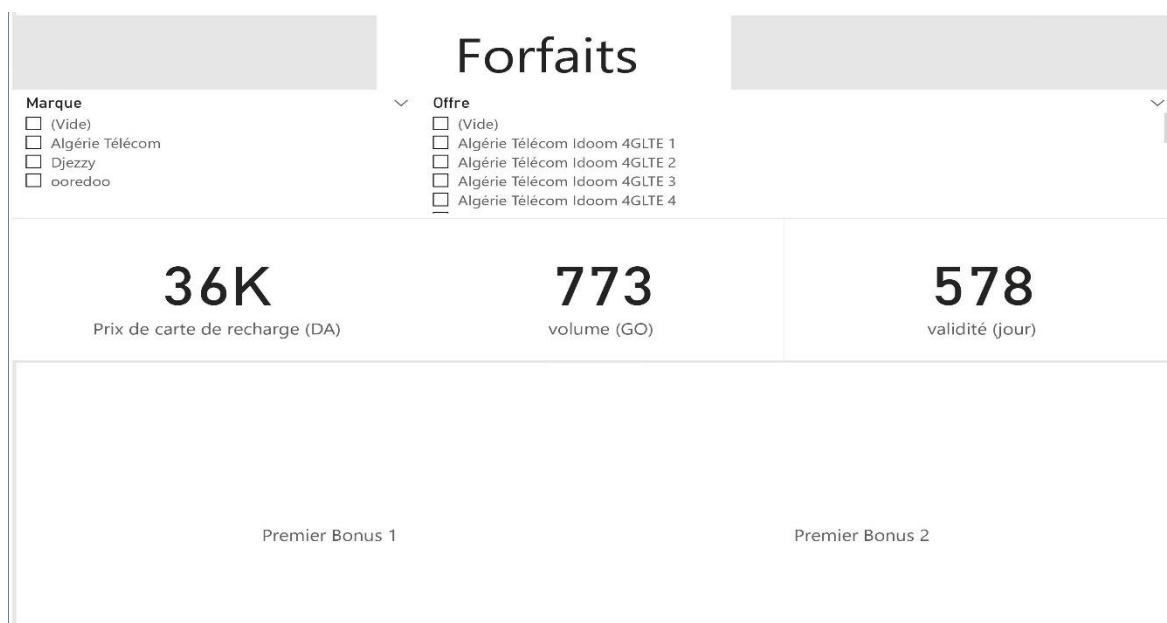 Forfaits
Marque
(Vide)
Algérie Télécom
Djezzy
ooredoo
Offre
(Vide)
Algérie Télécom Idoom 4GLTE 1
Algérie Télécom Idoom 4GLTE 2
Algérie Télécom Idoom 4GLTE 3
Algérie Télécom Idoom 4GLTE 4
36K
Prix de carte de recharge (DA)
773
volume (GO)
578
validité (jour)
Premier Bonus 1
Premier Bonus 2